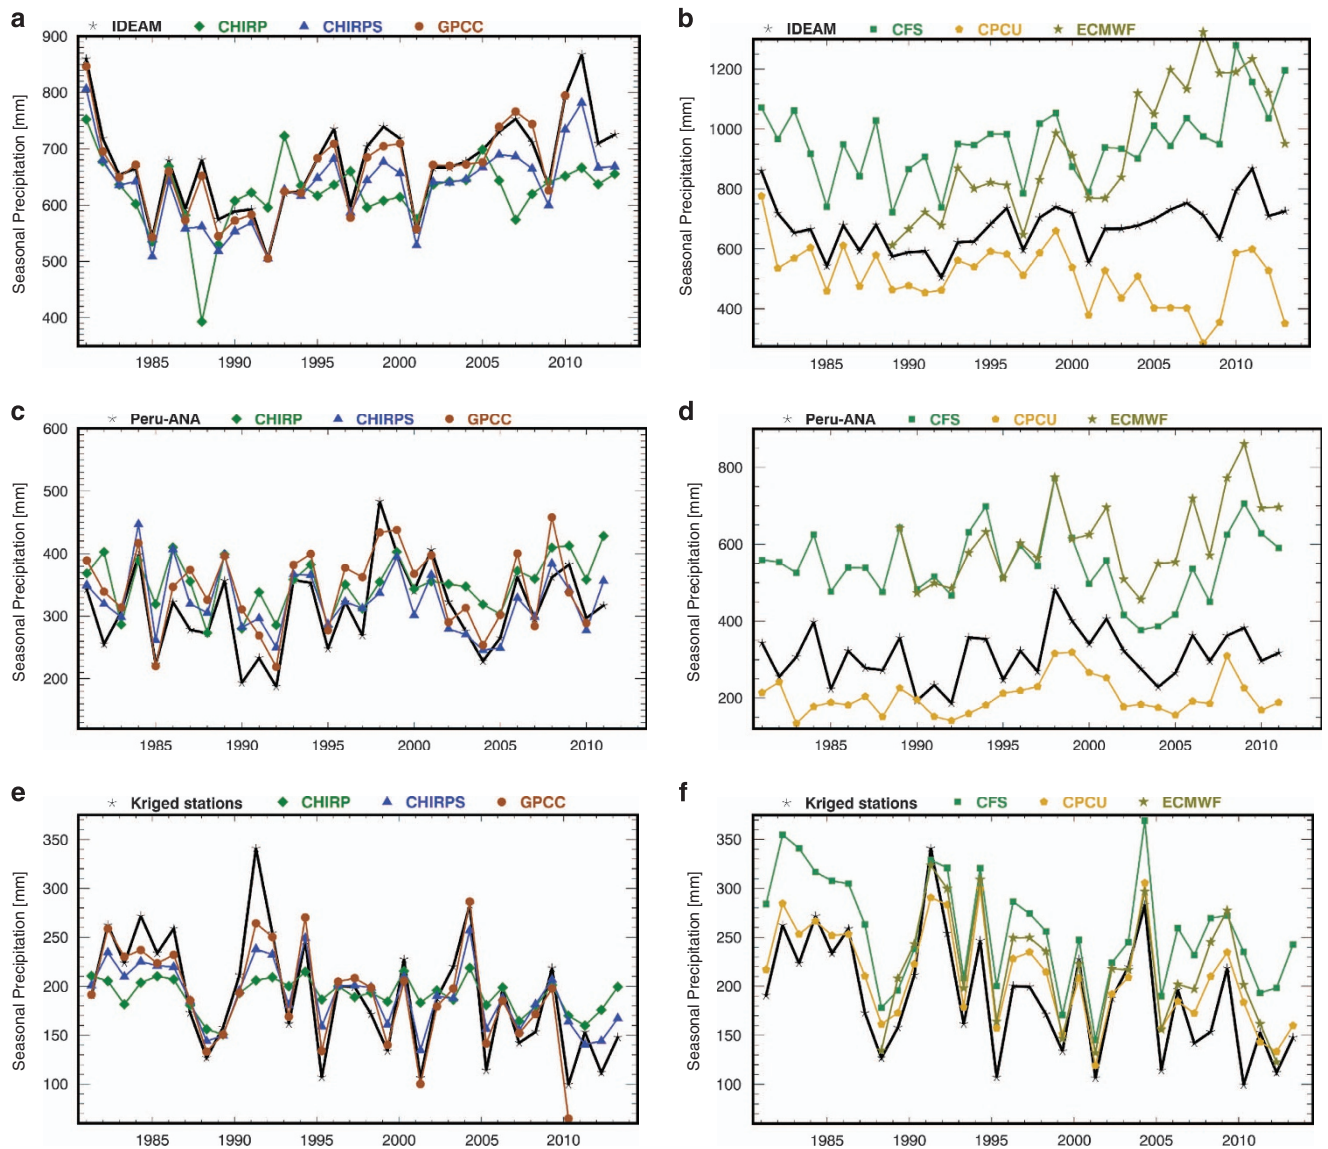 a
IDEAM CHIRP CHIRPS GPCC
Seasonal Precipitation [mm]
900
800
700
600
500
400
1985 1990 1995 2000 2005 2010
b
IDEAM CFS CPCU ECMWF
Seasonal Precipitation [mm]
1200
1000
800
600
400
1985 1990 1995 2000 2005 2010
c
Peru-ANA CHIRP CHIRPS GPCC
Seasonal Precipitation [mm]
600
500
400
300
200
1985 1990 1995 2000 2005 2010
d
Peru-ANA CFS CPCU ECMWF
Seasonal Precipitation [mm]
800
600
400
200
1985 1990 1995 2000 2005 2010
e
Kriged stations CHIRP CHIRPS GPCC
Seasonal Precipitation [mm]
350
300
250
200
150
100
1985 1990 1995 2000 2005 2010
f
Kriged stations CFS CPCU ECMWF
Seasonal Precipitation [mm]
350
300
250
200
150
100
1985 1990 1995 2000 2005 2010